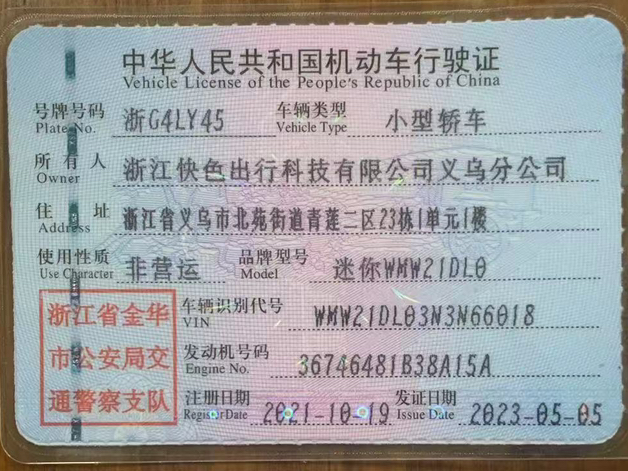 中华人民共和国机动车行驶证
Vehicle License of the People's Republic of China
号牌号码 Plate No. 浙G4LY45 车辆类型 Vehicle Type 小型轿车
所有人 Owner 浙江快色出行科技有限公司义乌分公司
住址 Address 浙江省义乌市北苑街道青莲二区23栋1单元1楼
使用性质 Use Character 非营运 品牌型号 Model 迷你WMW21DL0
车辆识别代号 VIN WMW21DL03N3N66018
发动机号码 Engine No. 36746481B38A15A
注册日期 Register Date 2021-10-19 发证日期 Issue Date 2023-05-05
浙江省金华
市公安局交
通警察支队